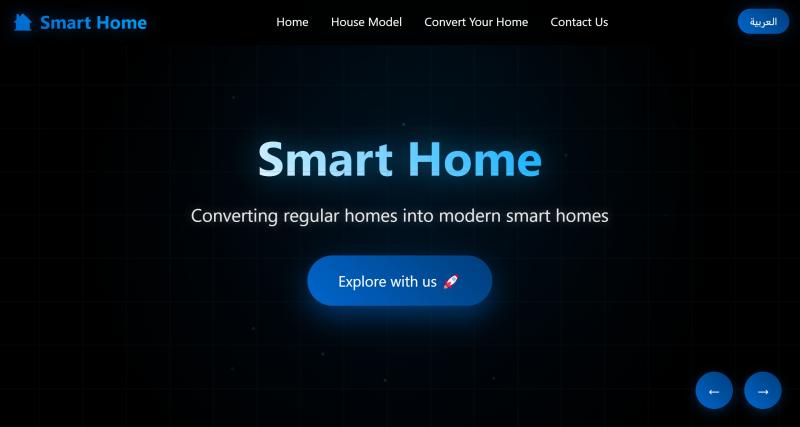 Smart Home
Home
House Model
Convert Your Home
Contact Us
العربية
Smart Home
Converting regular homes into modern smart homes
Explore with us 🚀
← →